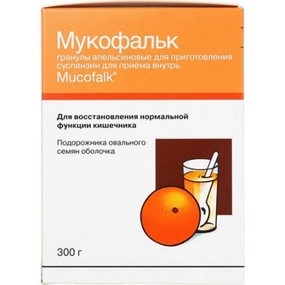 Мукофальк
гранулы апельсиновые для приготовления
суспензии для приема внутрь
Mucofalk®
Для восстановления нормальной
функции кишечника
Подорожника овального
семян оболочка
300 г